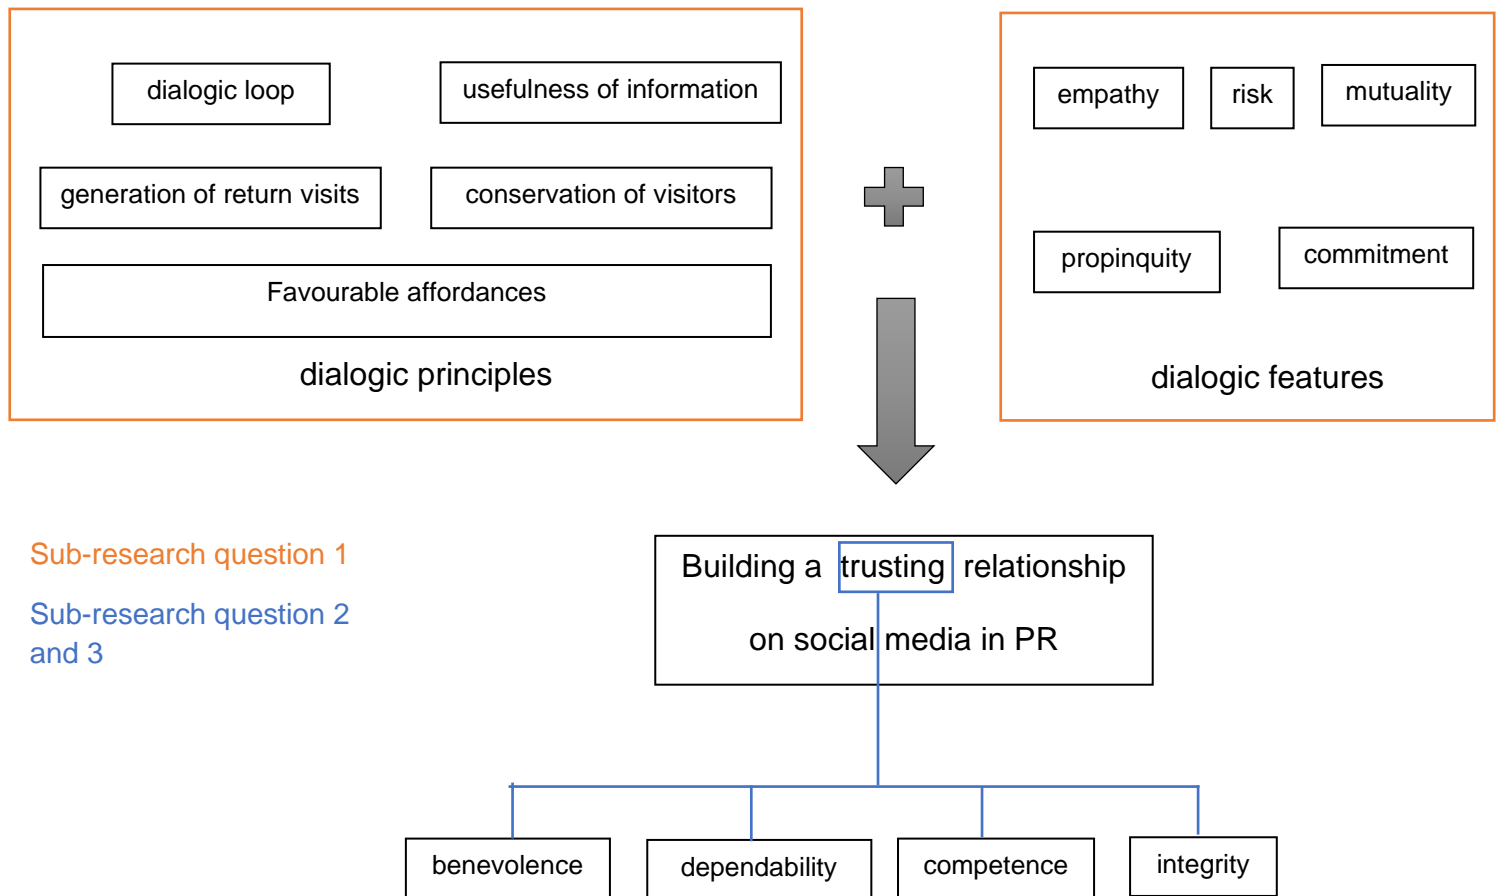 dialogic loop
usefulness of information
generation of return visits
conservation of visitors
Favourable affordances
dialogic principles
empathy
risk
mutuality
propinquity
commitment
dialogic features
Sub-research question 1
Sub-research question 2
and 3
Building a trusting relationship
on social media in PR
benevolence
dependability
competence
integrity